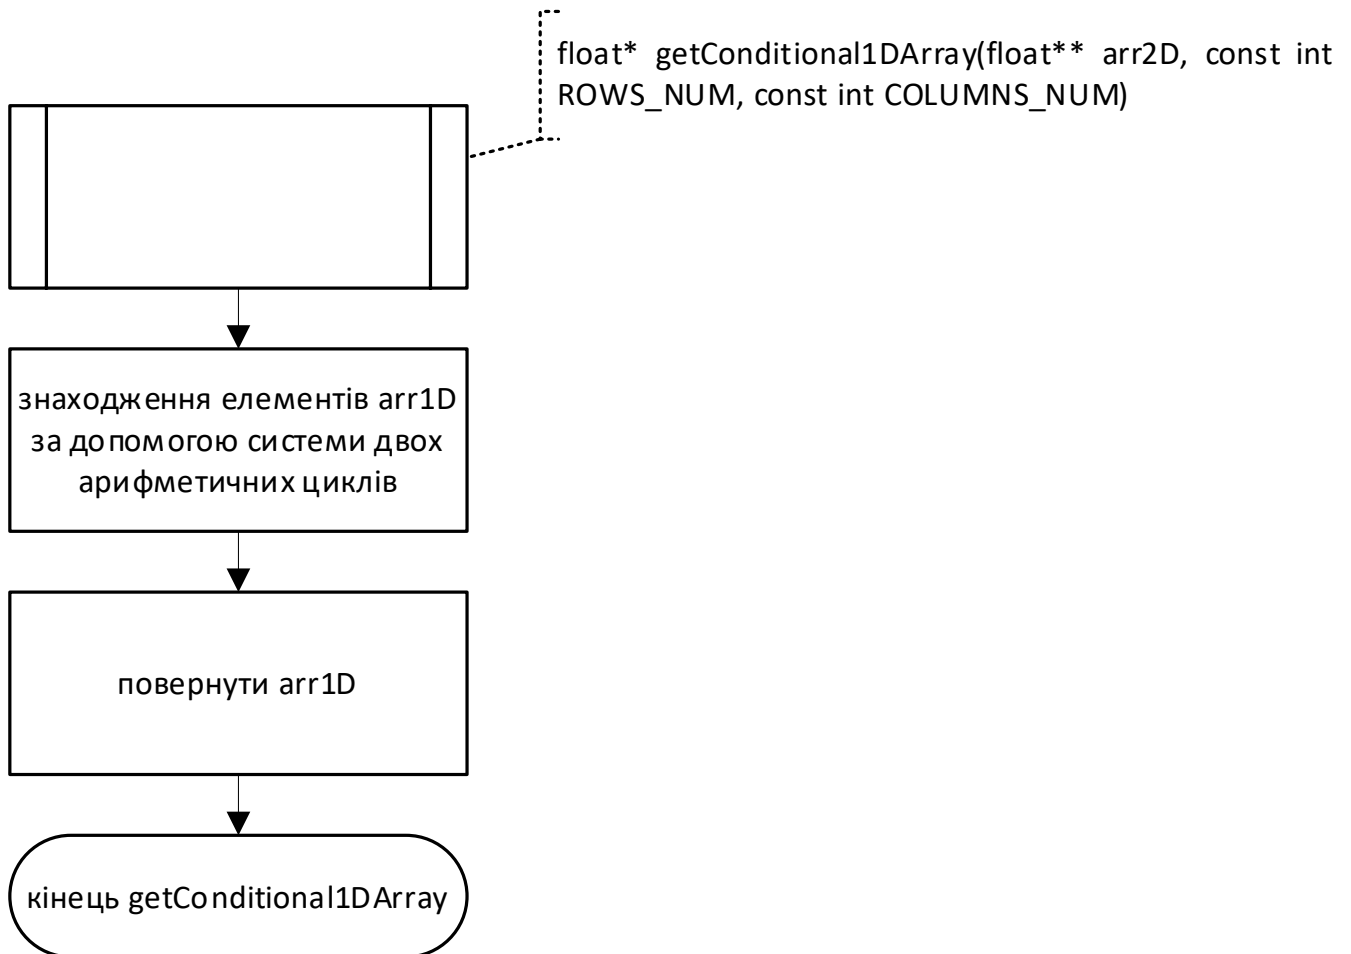 float* getConditional1DArray(float** arr2D, const int
ROWS_NUM, const int COLUMNS_NUM)
знаходження елементів arr1D
за допомогою системи двох
арифметичних циклів
повернути arr1D
кінець getConditional1DArray